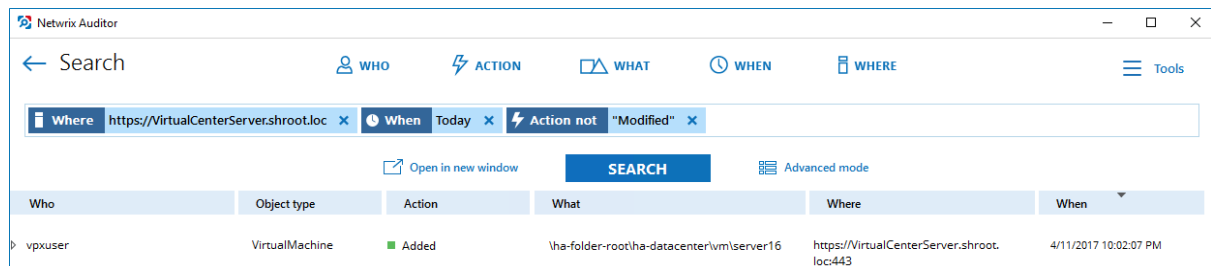 Netwrix Auditor
Search
WHO
ACTION
WHAT
WHEN
WHERE
Tools
Where https://VirtualCenterServer.shroot.loc × When Today × Action not "Modified" ×
Open in new window
SEARCH
Advanced mode
Who Object type Action What Where When
vpxuser VirtualMachine Added \ha-folder-root\ha-datacenter\vm\server16 https://VirtualCenterServer.shroot. 4/11/2017 10:02:07 PM
loc:443